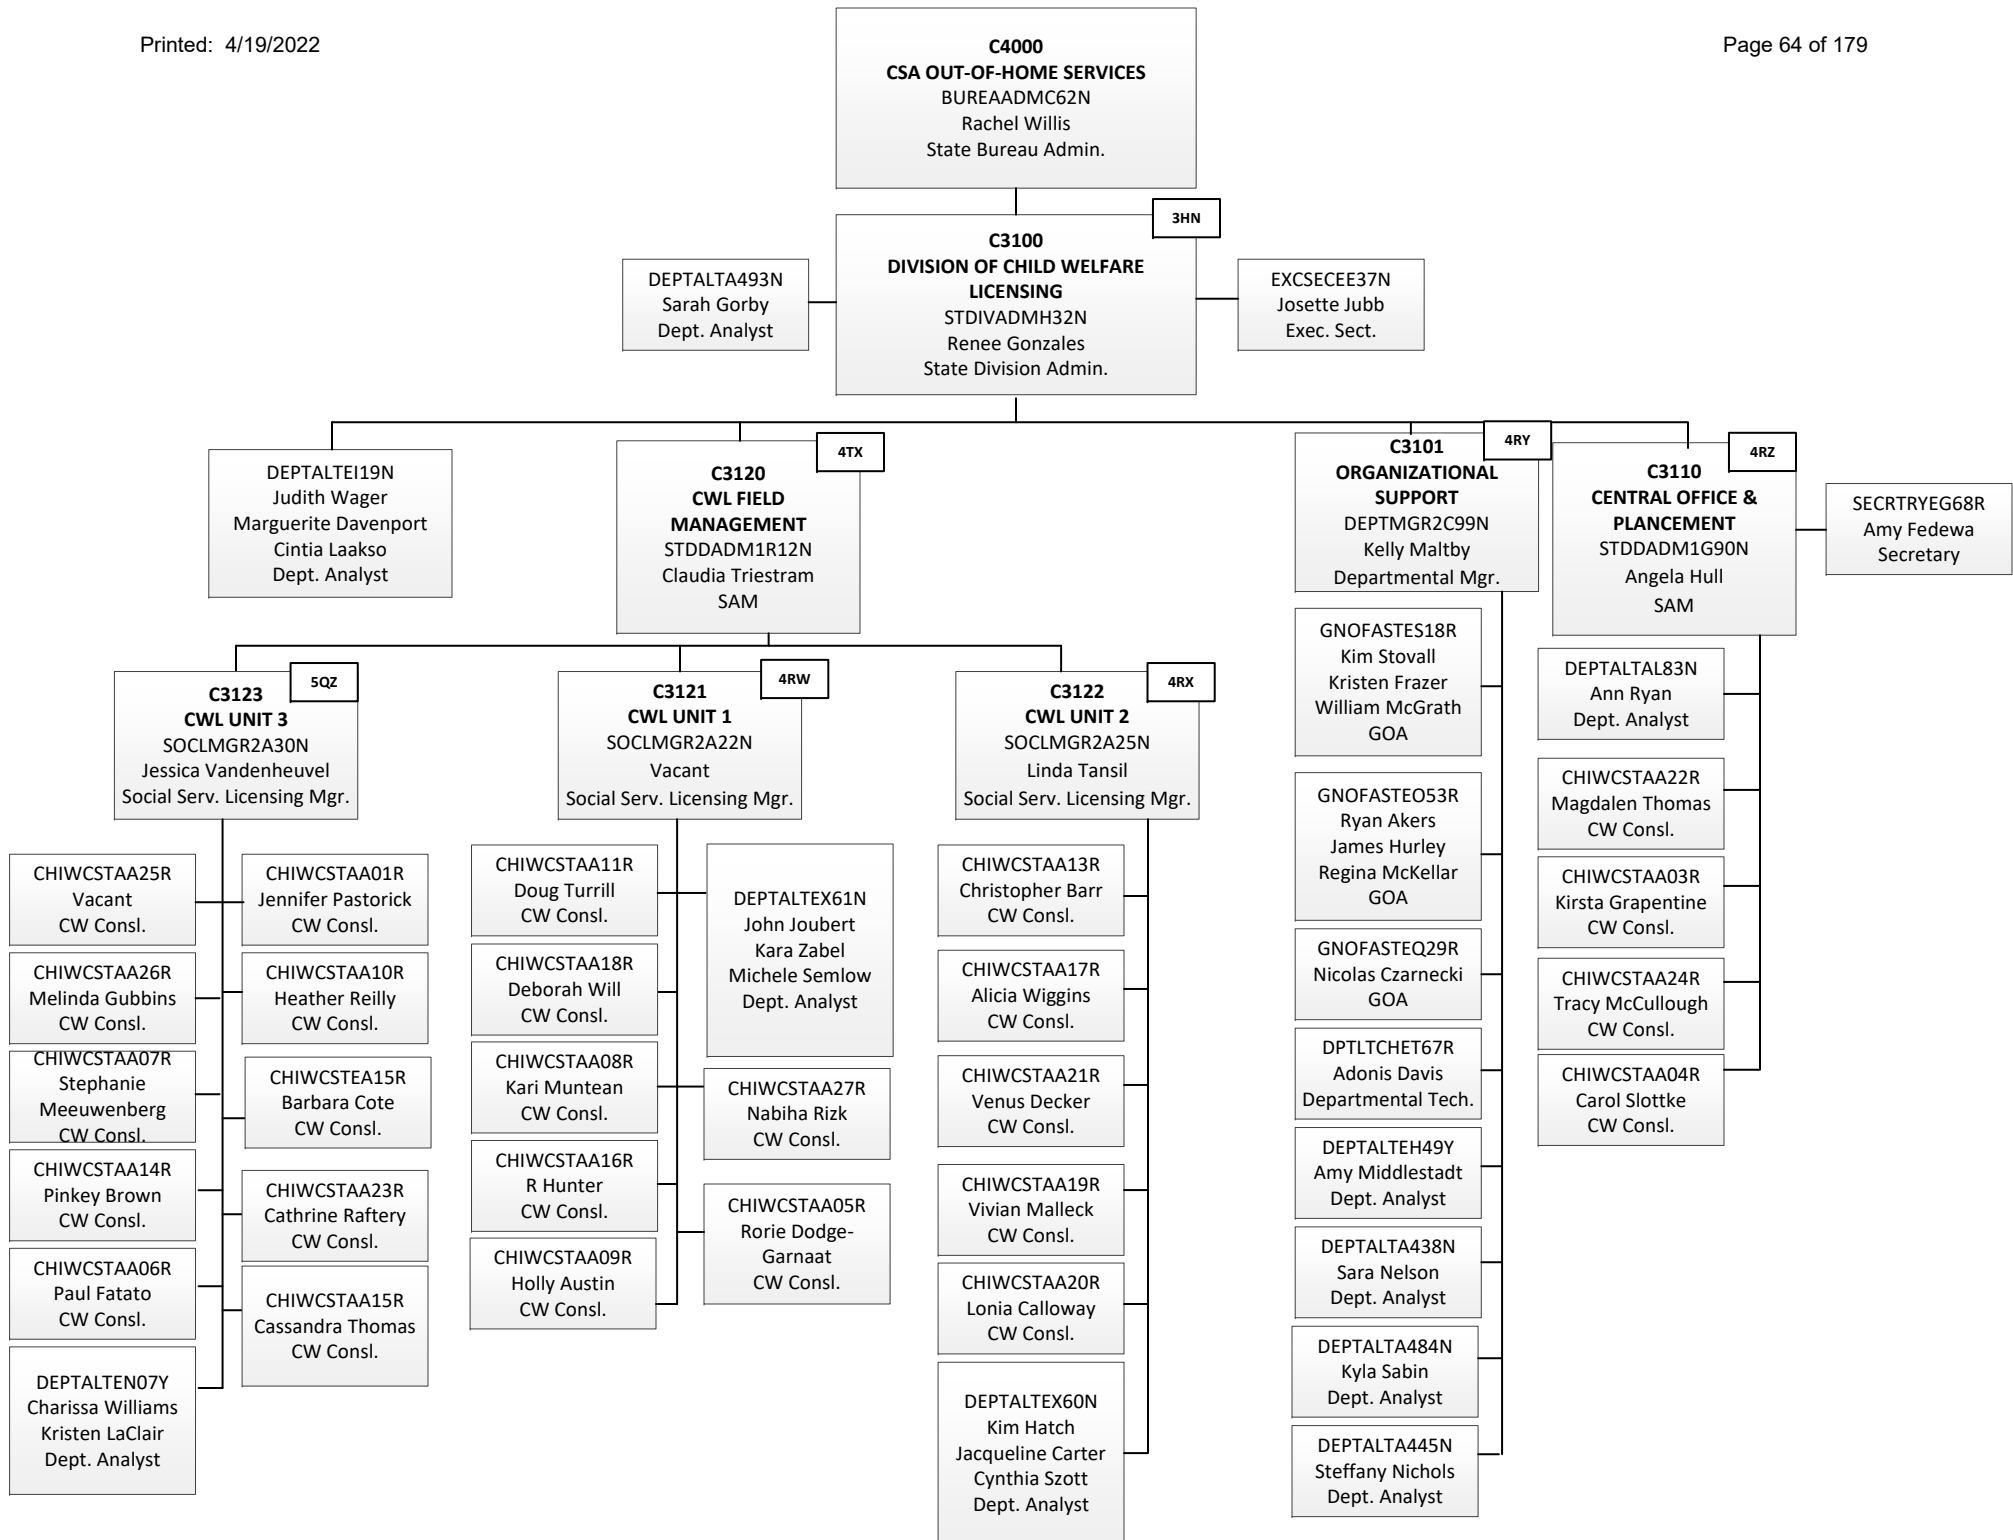 Printed: 4/19/2022
Page 64 of 179
C4000
CSA OUT-OF-HOME SERVICES
BUREAADMC62N
Rachel Willis
State Bureau Admin.
3HN
C3100
DIVISION OF CHILD WELFARE
LICENSING
STDIVADMH32N
Renee Gonzales
State Division Admin.
DEPTALTA493N
Sarah Gorby
Dept. Analyst
EXCSECEE37N
Josette Jubb
Exec. Sect.
DEPTALTEI19N
Judith Wager
Marguerite Davenport
Cintia Laakso
Dept. Analyst
4TX
C3120
CWL FIELD
MANAGEMENT
STDDADM1R12N
Claudia Triestram
SAM
4RY
C3101
ORGANIZATIONAL
SUPPORT
DEPTMGR2C99N
Kelly Maltby
Departmental Mgr.
4RZ
C3110
CENTRAL OFFICE &
PLANCEMENT
STDDADM1G90N
Angela Hull
SAM
SECRTRYEG68R
Amy Fedewa
Secretary
5QZ
C3123
CWL UNIT 3
SOCLMGR2A30N
Jessica Vandenheuvel
Social Serv. Licensing Mgr.
4RW
C3121
CWL UNIT 1
SOCLMGR2A22N
Vacant
Social Serv. Licensing Mgr.
4RX
C3122
CWL UNIT 2
SOCLMGR2A25N
Linda Tansil
Social Serv. Licensing Mgr.
CHIWCSTAA25R
Vacant
CW Consl.
CHIWCSTAA01R
Jennifer Pastorick
CW Consl.
CHIWCSTAA26R
Melinda Gubbins
CW Consl.
CHIWCSTAA10R
Heather Reilly
CW Consl.
CHIWCSTAA07R
Stephanie
Meeuwenberg
CW Consl.
CHIWCSTEA15R
Barbara Cote
CW Consl.
CHIWCSTAA14R
Pinkey Brown
CW Consl.
CHIWCSTAA23R
Cathrine Raftery
CW Consl.
CHIWCSTAA06R
Paul Fatato
CW Consl.
CHIWCSTAA15R
Cassandra Thomas
CW Consl.
DEPTALTEN07Y
Charissa Williams
Kristen LaClair
Dept. Analyst
CHIWCSTAA11R
Doug Turrill
CW Consl.
DEPTALTEX61N
John Joubert
Kara Zabel
Michele Semlow
Dept. Analyst
CHIWCSTAA18R
Deborah Will
CW Consl.
CHIWCSTAA08R
Kari Muntean
CW Consl.
CHIWCSTAA27R
Nabiha Rizk
CW Consl.
CHIWCSTAA16R
R Hunter
CW Consl.
CHIWCSTAA05R
Rorie Dodge-
Garnaat
CW Consl.
CHIWCSTAA09R
Holly Austin
CW Consl.
CHIWCSTAA13R
Christopher Barr
CW Consl.
CHIWCSTAA17R
Alicia Wiggins
CW Consl.
CHIWCSTAA21R
Venus Decker
CW Consl.
CHIWCSTAA19R
Vivian Malleck
CW Consl.
CHIWCSTAA20R
Lonia Calloway
CW Consl.
DEPTALTEX60N
Kim Hatch
Jacqueline Carter
Cynthia Szott
Dept. Analyst
GNOFASTES18R
Kim Stovall
Kristen Frazer
William McGrath
GOA
GNOFASTEO53R
Ryan Akers
James Hurley
Regina McKellar
GOA
GNOFASTEQ29R
Nicolas Czarnecki
GOA
DPTLTCHET67R
Adonis Davis
Departmental Tech.
DEPTALTEH49Y
Amy Middlestadt
Dept. Analyst
DEPTALTA438N
Sara Nelson
Dept. Analyst
DEPTALTA484N
Kyla Sabin
Dept. Analyst
DEPTALTA445N
Steffany Nichols
Dept. Analyst
DEPTALTAL83N
Ann Ryan
Dept. Analyst
CHIWCSTAA22R
Magdalen Thomas
CW Consl.
CHIWCSTAA03R
Kirsta Grapentine
CW Consl.
CHIWCSTAA24R
Tracy McCullough
CW Consl.
CHIWCSTAA04R
Carol Slottke
CW Consl.